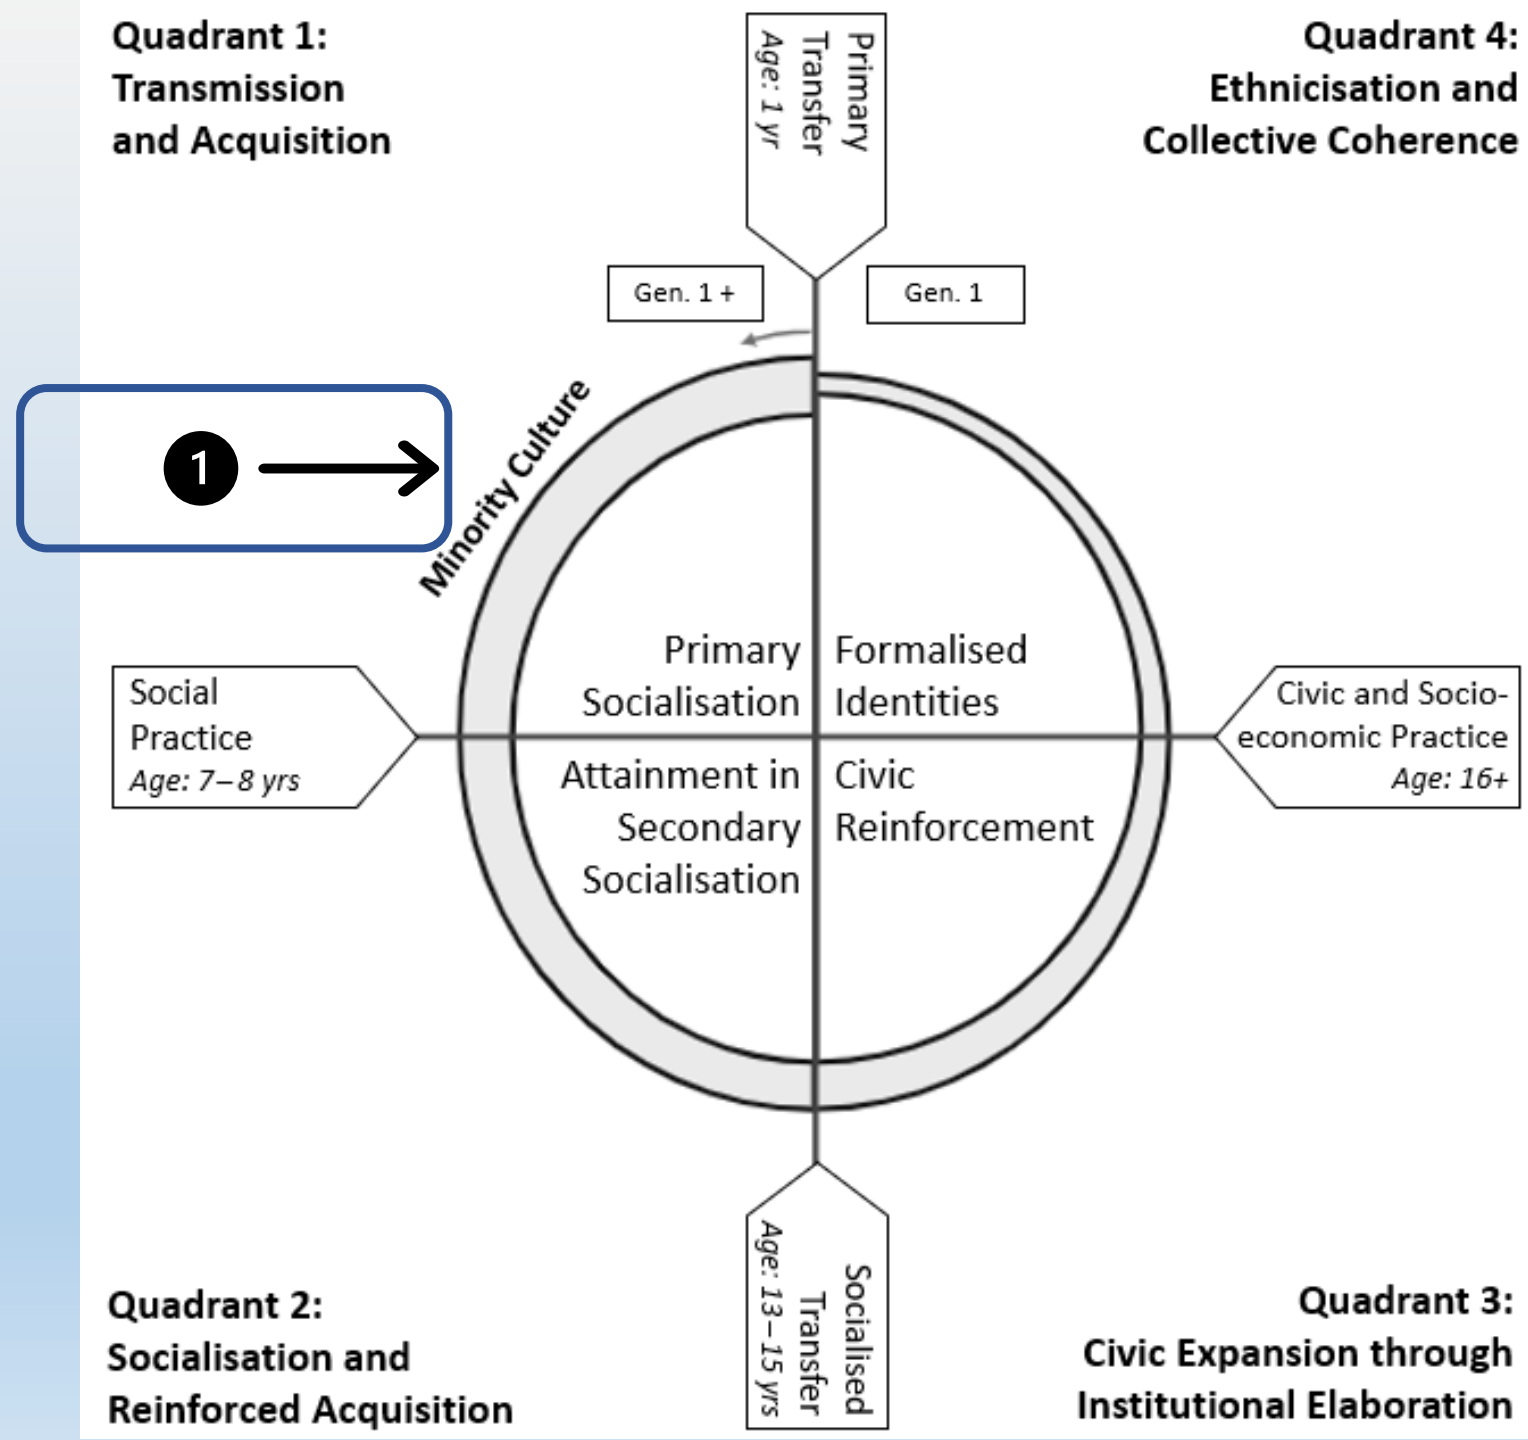 Quadrant 1:
Transmission
and Acquisition
Primary
Transfer
Age: 1 yr
Quadrant 4:
Ethnicisation and
Collective Coherence
Gen. 1 +
Gen. 1
1
Minority Culture
Primary
Socialisation
Formalised
Identities
Social
Practice
Age: 7–8 yrs
Civic and Socio-
economic Practice
Age: 16+
Attainment in
Secondary
Socialisation
Civic
Reinforcement
Socialised
Transfer
Age: 13–15 yrs
Quadrant 2:
Socialisation and
Reinforced Acquisition
Quadrant 3:
Civic Expansion through
Institutional Elaboration